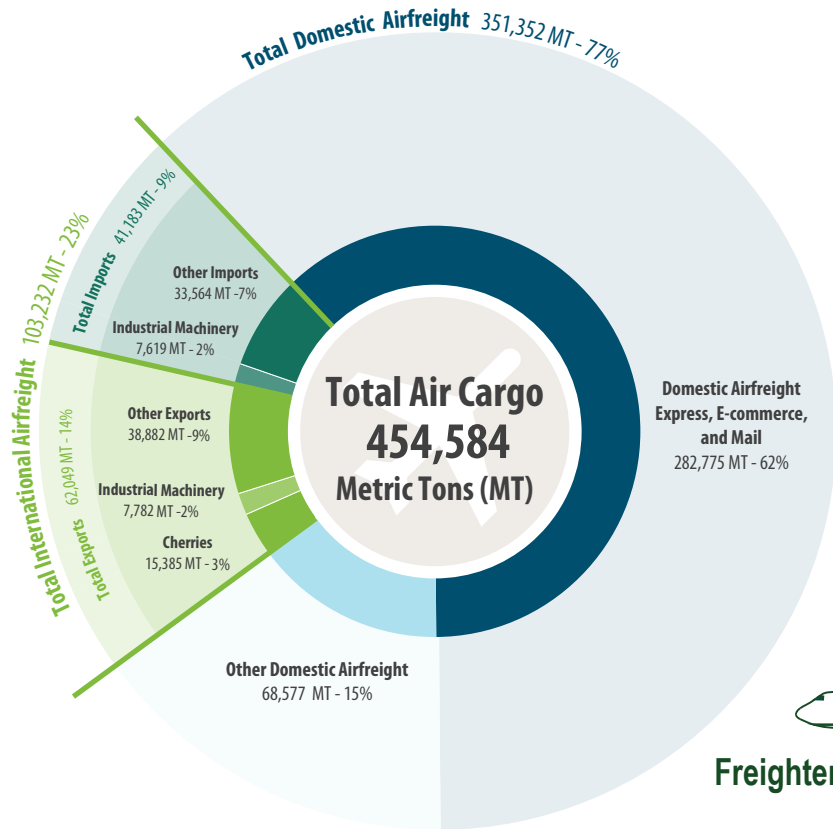 Total Domestic Airfreight 351,352 MT - 77%
Total International Airfreight 103,232 MT - 23%
Total Imports 41,183 MT - 9%
Other Imports
33,564 MT -7%
Industrial Machinery
7,619 MT - 2%
Total Exports 62,049 MT - 14%
Other Exports
38,882 MT -9%
Industrial Machinery
7,782 MT -2%
Cherries
15,385 MT - 3%
Total Air Cargo
454,584
Metric Tons (MT)
Domestic Airfreight
Express, E-commerce,
and Mail
282,775 MT - 62%
Other Domestic Airfreight
68,577 MT - 15%
Freighter